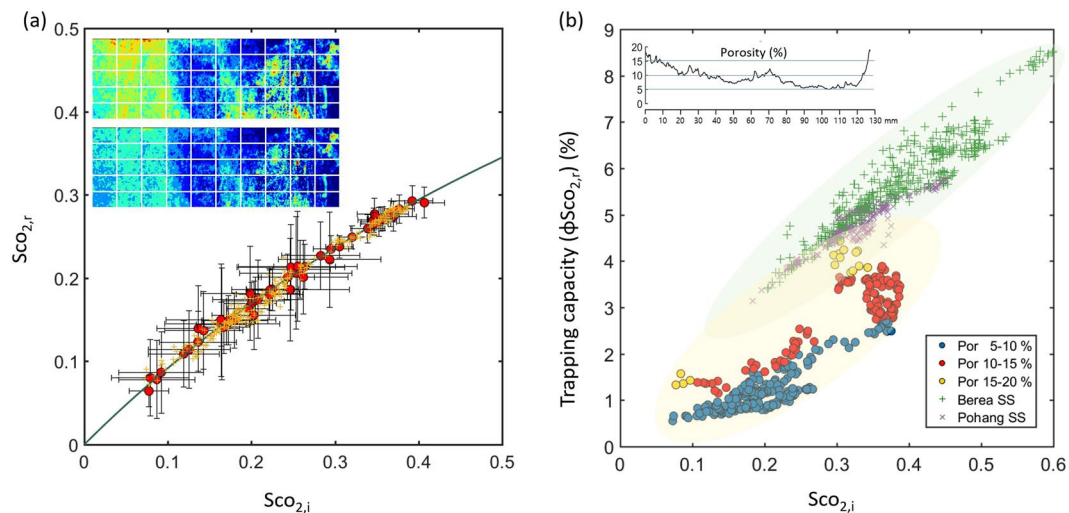 (a)
0.5
0.4
0.3
0.2
0.1
0
0 0.1 0.2 0.3 0.4 0.5
Sco2,r
Sco2,i
(b)
9
8
7
6
5
4
3
2
1
0
0 0.1 0.2 0.3 0.4 0.5 0.6
Trapping capacity (ϕSco2,r) (%)
Sco2,i
Porosity (%)
20
15
10
5
0
0 10 20 30 40 50 60 70 80 90 100 110 120 130 mm
Por 5-10 %
Por 10-15 %
Por 15-20 %
Berea SS
Pohang SS